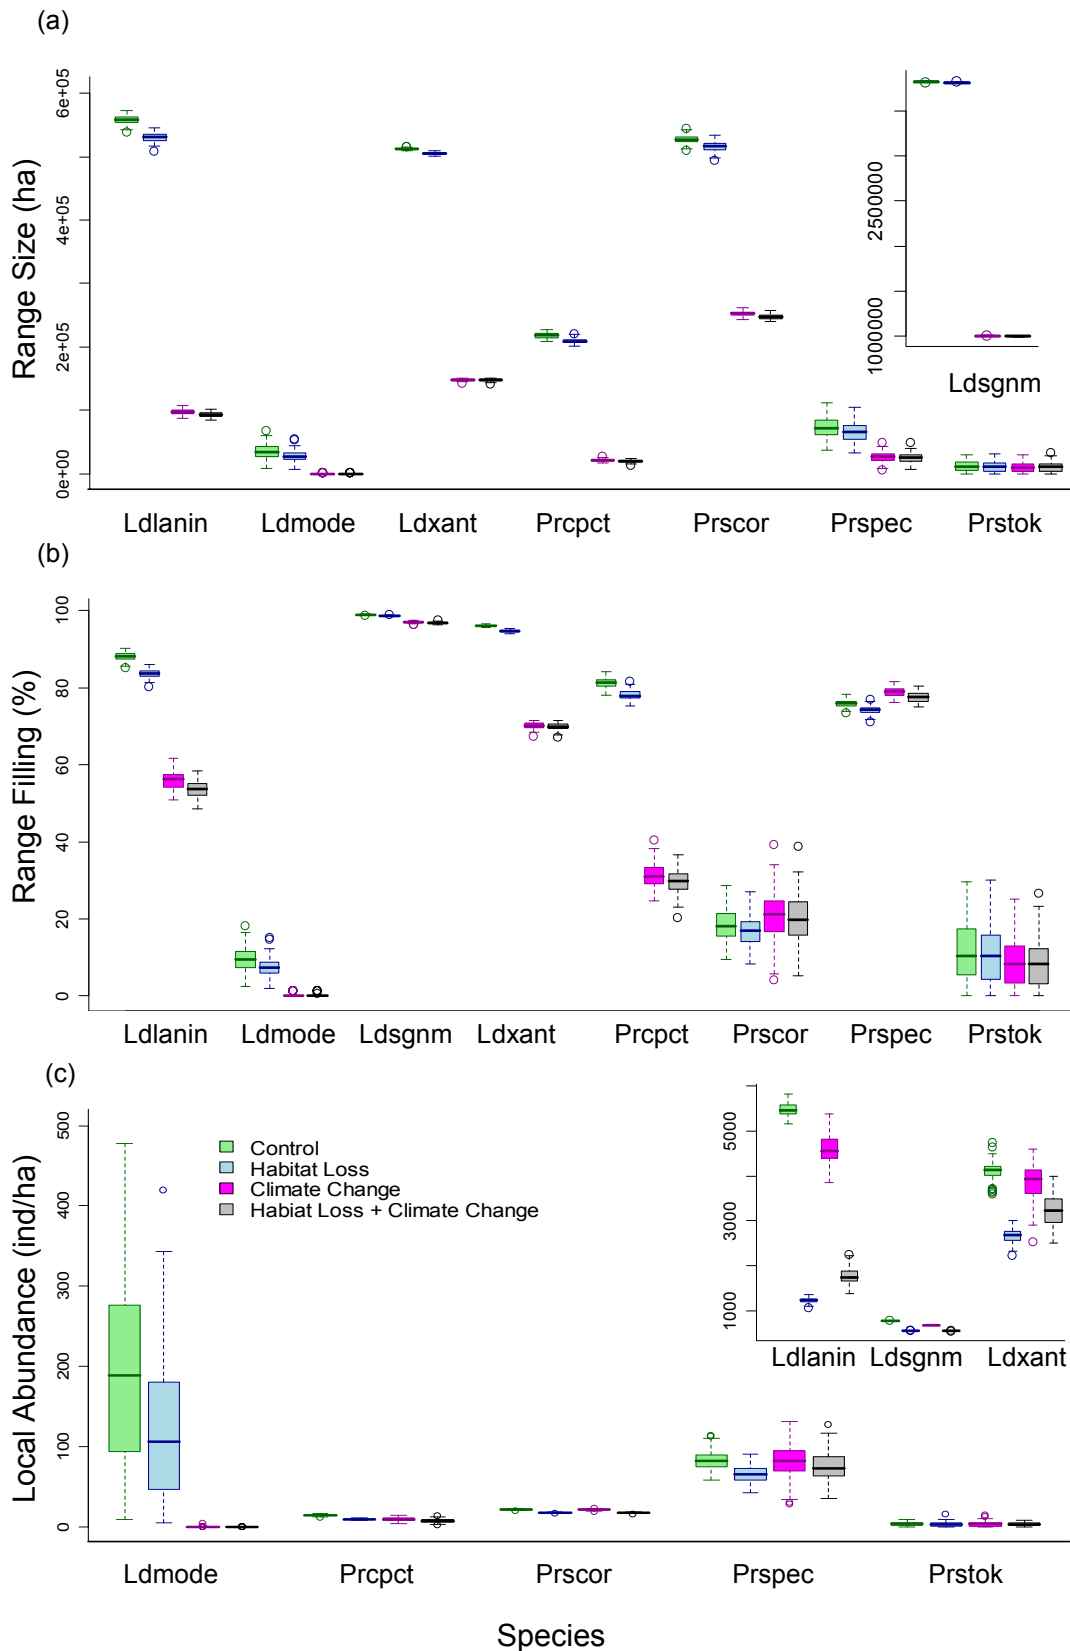 (a)
Range Size (ha)
6e+05
4e+05
2e+05
0e+00
2500000
1000000
Ldsgnm
Ldlanin Ldmode Ldxant Prcpct Prscor Prspec Prstok
(b)
Range Filling (%)
100
80
60
40
20
0
Ldlanin Ldmode Ldsgnm Ldxant Prcpct Prscor Prspec Prstok
(c)
Local Abundance (ind/ha)
500
400
300
200
100
0
Control
Habitat Loss
Climate Change
Habiat Loss + Climate Change
5000
3000
1000
Ldlanin Ldsgnm Ldxant
Ldmode Prcpct Prscor Prspec Prstok
Species